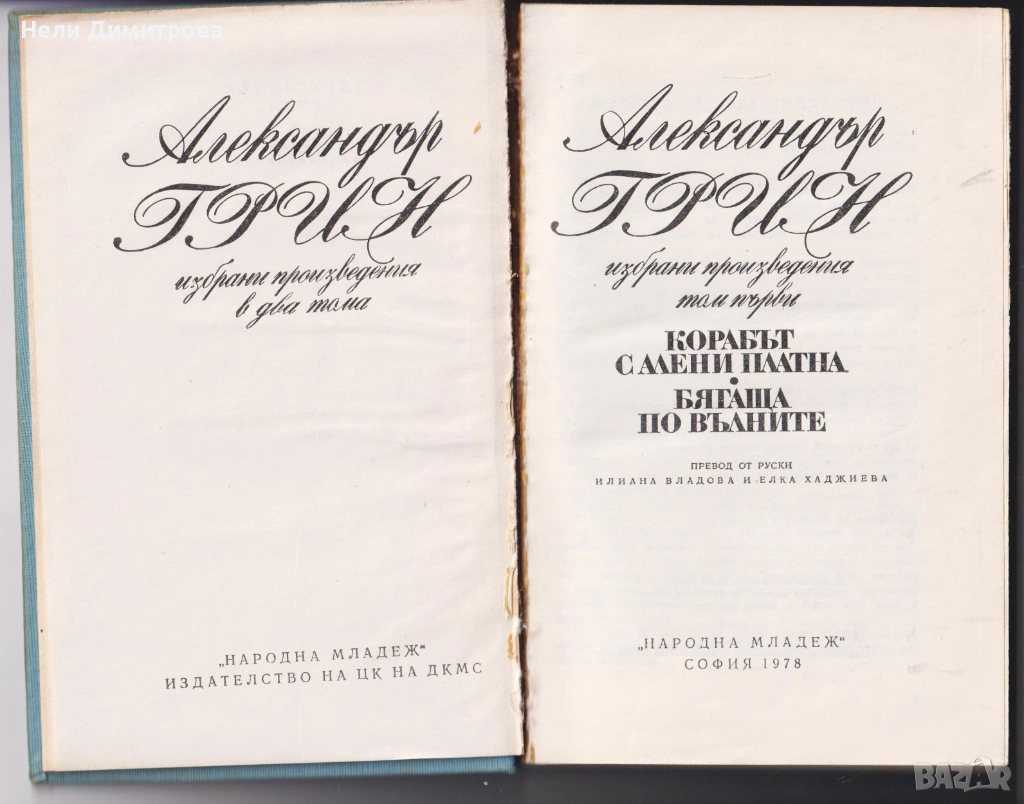 Нели Димитрова
Александър
ГРИН
избрани произведения
в два тома
„НАРОДНА МЛАДЕЖ“
ИЗДАТЕЛСТВО НА ЦК НА ДКМС
Александър
ГРИН
избрани произведения
том първи
КОРАБЪТ
С АЛЕНИ ПЛАТНА
•
БЯГАЩА
ПО ВЪЛНИТЕ
ПРЕВОД ОТ РУСКИ
ИЛИАНА ВЛАДОВА И ЕЛКА ХАДЖИЕВА
„НАРОДНА МЛАДЕЖ“
СОФИЯ 1978
BAZAR